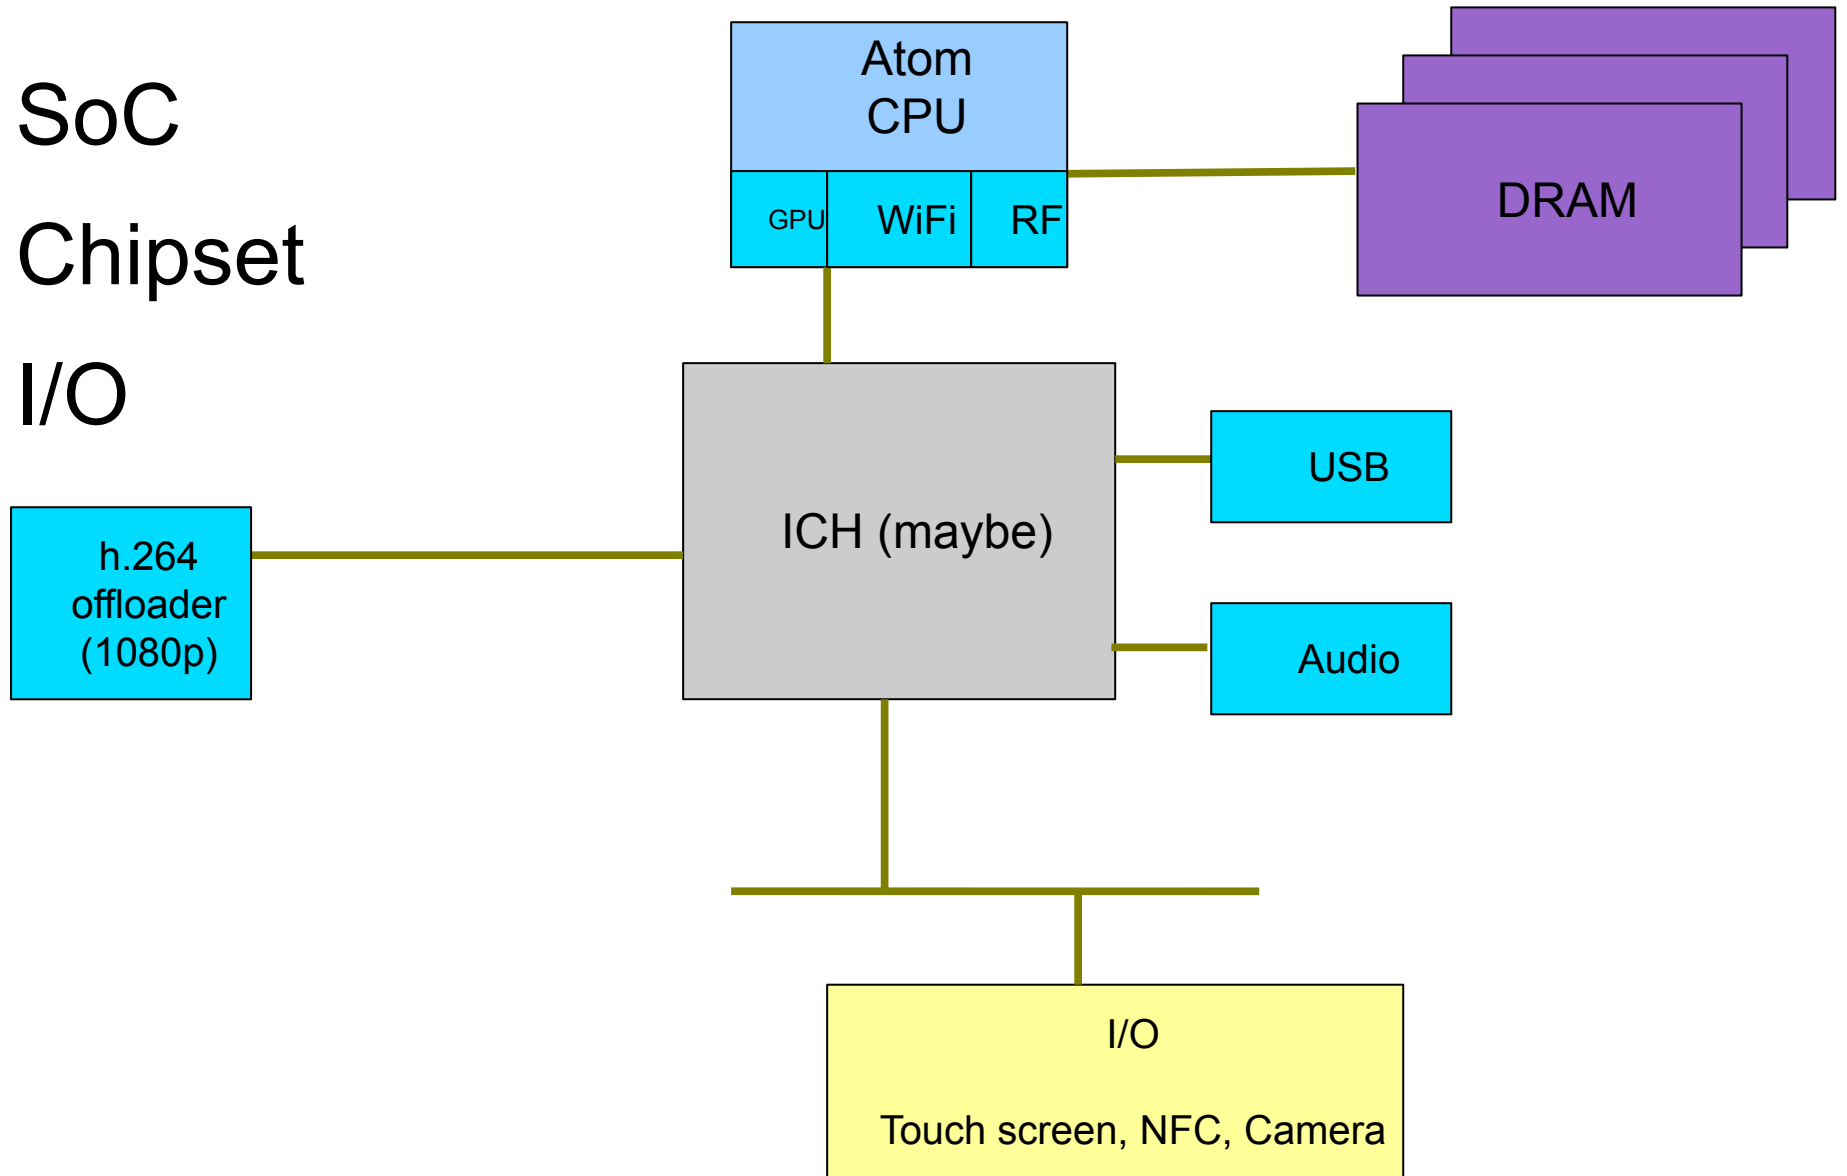 SoC
Chipset
I/O
Atom
CPU
GPU
WiFi
RF
DRAM
ICH (maybe)
USB
Audio
h.264
offloader
(1080p)
I/O
Touch screen, NFC, Camera